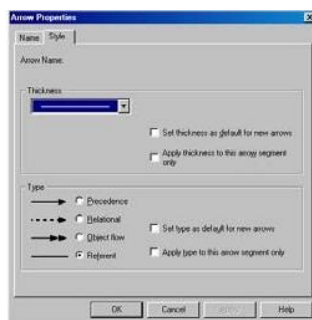 Arrow Properties
Name Style
Arrow Name:
Thickness
Set thickness as default for new arrows
Apply thickness to this arrow segment
only
Type
Precedence
Relational
Object flow
Referent
Set type as default for new arrows
Apply type to this arrow segment only
OK Cancel Apply Help